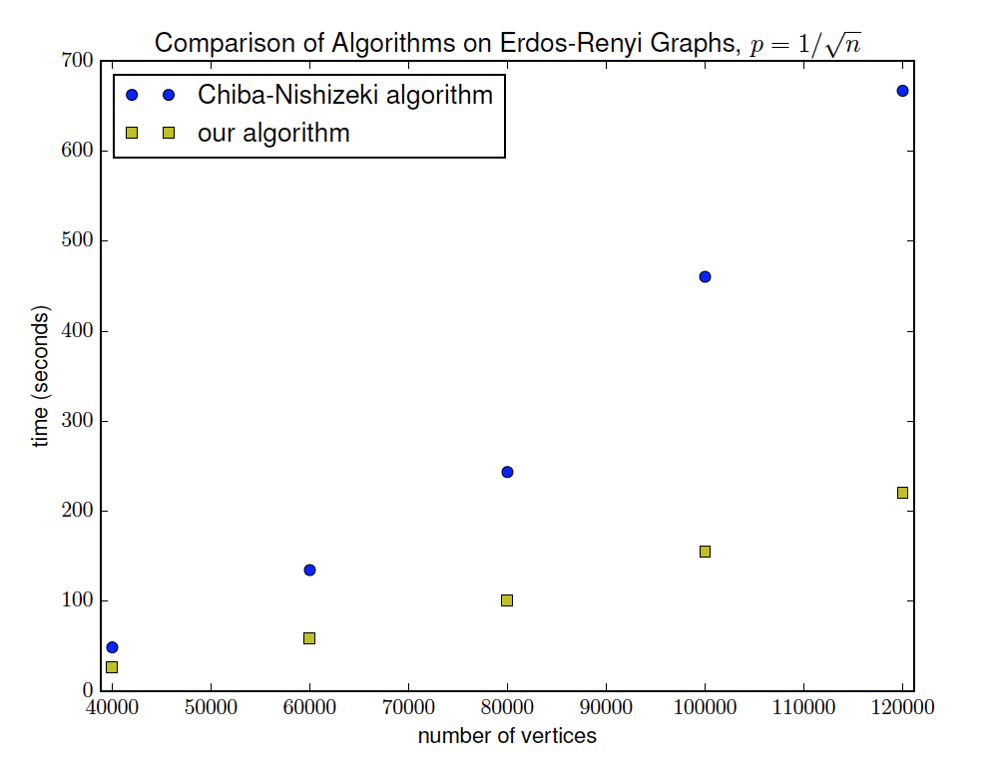 Comparison of Algorithms on Erdos-Renyi Graphs, $p = 1/\sqrt{n}$
700
600
500
400
300
200
100
0
Chiba-Nishizeki algorithm
our algorithm
time (seconds)
40000 50000 60000 70000 80000 90000 100000 110000 120000
number of vertices